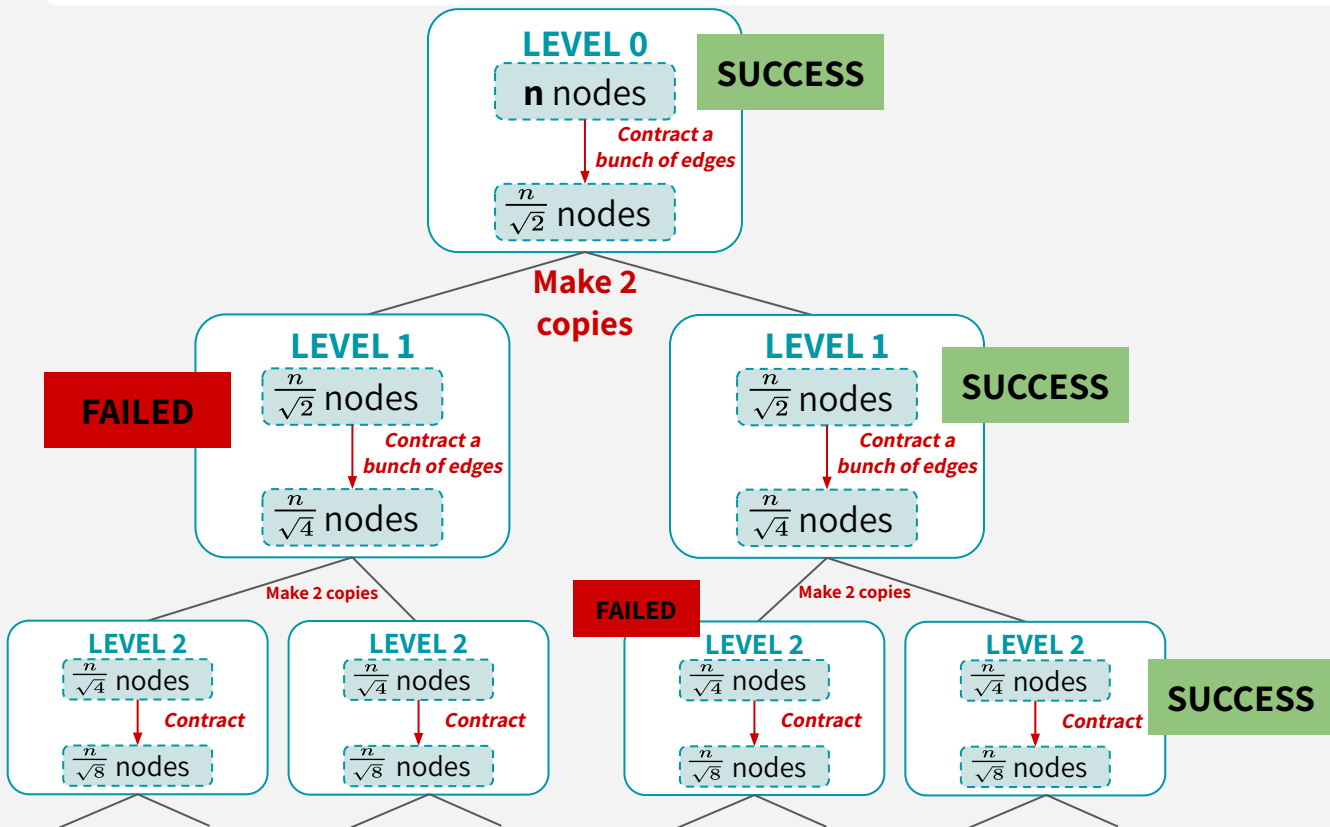 LEVEL 0
SUCCESS
n nodes
Contract a
bunch of edges
n/√2 nodes
Make 2
copies
LEVEL 1
FAILED
n/√2 nodes
Contract a
bunch of edges
n/√4 nodes
LEVEL 1
SUCCESS
n/√2 nodes
Contract a
bunch of edges
n/√4 nodes
Make 2 copies
Make 2 copies
FAILED
LEVEL 2
n/√4 nodes
Contract
n/√8 nodes
LEVEL 2
n/√4 nodes
Contract
n/√8 nodes
LEVEL 2
n/√4 nodes
Contract
n/√8 nodes
LEVEL 2
n/√4 nodes
Contract
n/√8 nodes
SUCCESS